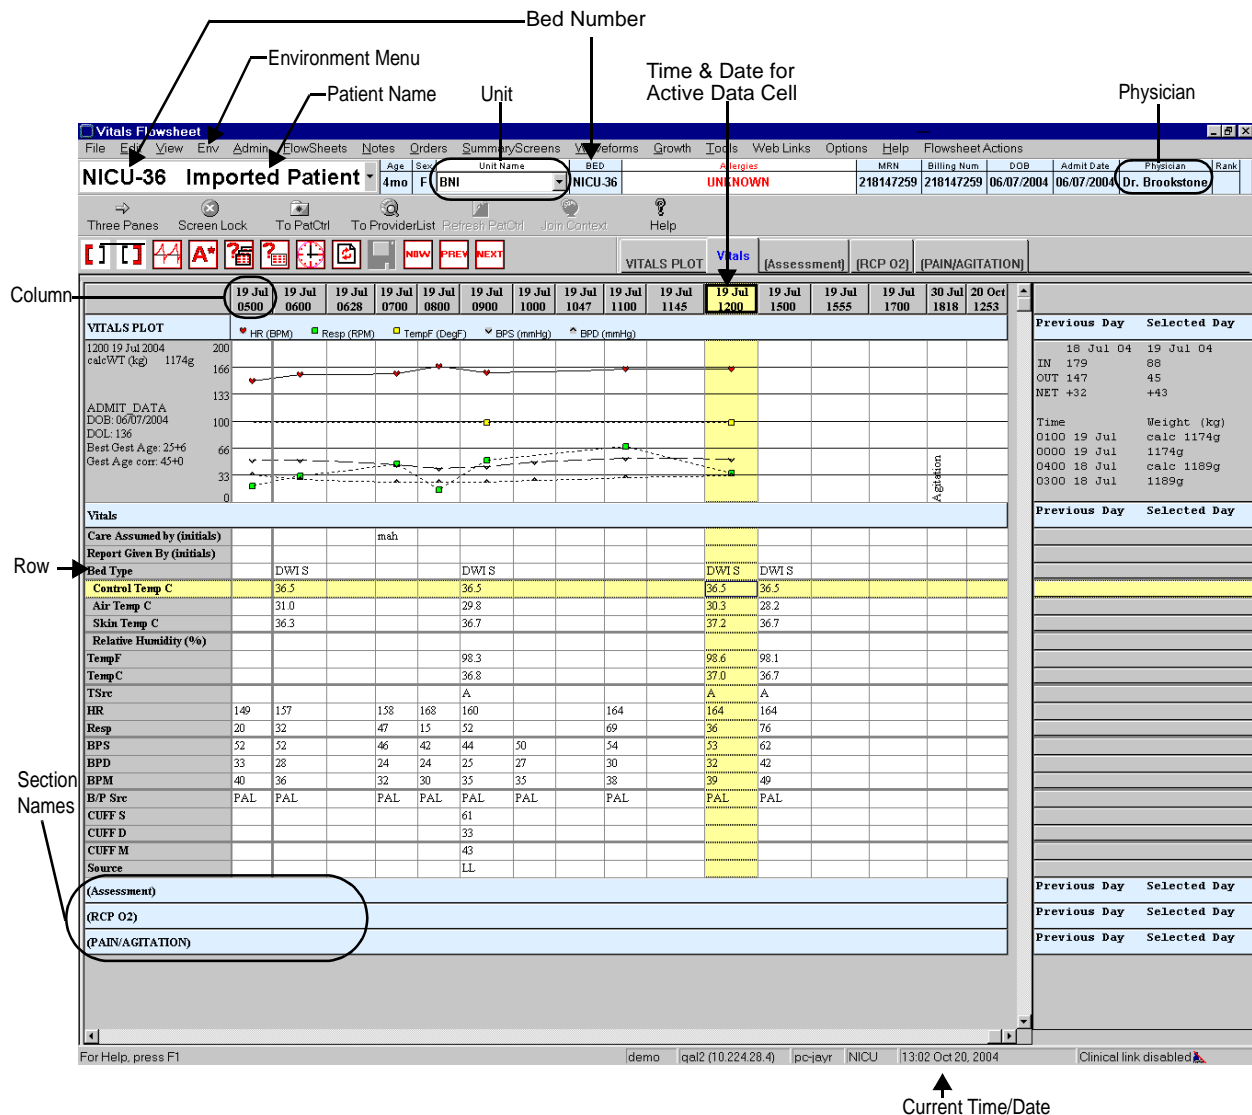 Bed Number
Environment Menu
Time & Date for
Active Data Cell
Patient Name
Unit
Physician
Vitals Flowsheet
File Edit View Env Admin FlowSheets Notes Orders SummaryScreens Waveforms Growth Tools Web Links Options Help Flowsheet Actions
Age Sex Unit Name BED Allergies MRN Billing Num DOB Admit Date Physician Rank
NICU-36 Imported Patient 4mo F BNI NICU-36 UNKNOWN 218147259 218147259 06/07/2004 06/07/2004 Dr. Brookstone
Three Panes Screen Lock To PatCtrl To ProviderList Refresh PatCtrl Join Context Help
NOW PREV NEXT
VITALS PLOT Vitals (Assessment) (RCP O2) (PAIN/AGITATION)
Column
19 Jul 19 Jul 19 Jul 19 Jul 19 Jul 19 Jul 19 Jul 19 Jul 19 Jul 19 Jul 19 Jul 19 Jul 19 Jul 19 Jul 30 Jul 20 Oct
0500 0600 0628 0700 0800 0900 1000 1047 1100 1145 1200 1500 1555 1700 1818 1253
VITALS PLOT HR (BPM) Resp (RPM) TempF (DegF) BPS (mmHg) BPD (mmHg)
Previous Day Selected Day
1200 19 Jul 2004 200
calcWT (kg) 1174g
166
133
ADMIT_DATA
DOB: 06/07/2004 100
DOL: 136
Best Gest Age: 25+6 66
Gest Age corr: 45+0
33
0
Agitation
18 Jul 04 19 Jul 04
IN 179 88
OUT 147 45
NET +32 +43
Time Weight (kg)
0100 19 Jul calc 1174g
0000 19 Jul 1174g
0400 18 Jul calc 1189g
0300 18 Jul 1189g
Vitals
Previous Day Selected Day
Care Assumed by (initials) mah
Report Given By (initials)
Row
Bed Type DWI S DWI S DWI S DWI S
Control Temp C 36.5 36.5 36.5 36.5
Air Temp C 31.0 29.8 30.3 28.2
Skin Temp C 36.3 36.7 37.2 36.7
Relative Humidity (%)
TempF 98.3 98.6 98.1
TempC 36.8 37.0 36.7
TSrc A A A
HR 149 157 158 168 160 164 164 164
Resp 20 32 47 15 52 69 36 76
BPS 52 52 46 42 44 50 54 53 62
BPD 33 28 24 24 25 27 30 32 42
BPM 40 36 32 30 35 35 38 39 49
B/P Src PAL PAL PAL PAL PAL PAL PAL PAL PAL
CUFF S 61
CUFF D 33
CUFF M 43
Source LL
Section
Names
(Assessment)
Previous Day Selected Day
(RCP O2)
Previous Day Selected Day
(PAIN/AGITATION)
Previous Day Selected Day
For Help, press F1 demo qal2 (10.224.28.4) pc-jayr NICU 13:02 Oct 20, 2004 Clinical link disabled
Current Time/Date